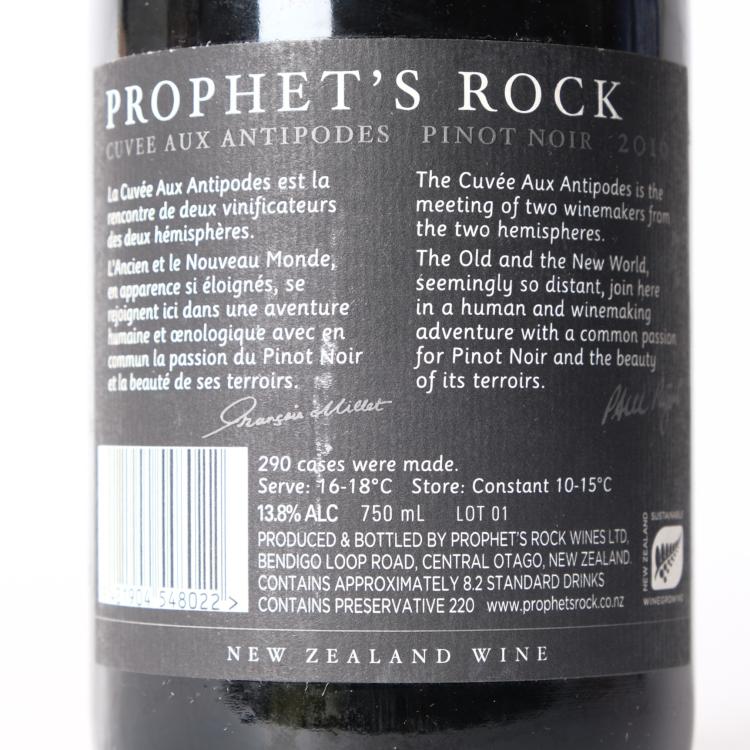 PROPHET'S ROCK
CUVEE AUX ANTIPODES PINOT NOIR
La Cuvée Aux Antipodes est la
rencontre de deux vinificateurs
des deux hémisphères.
L'Ancien et le Nouveau Monde,
en apparence si éloignés, se
rejoignent ici dans une aventure
humaine et œnologique avec en
commun la passion du Pinot Noir
et la beauté de ses terroirs.
François Millet
The Cuvée Aux Antipodes is the
meeting of two winemakers from
the two hemispheres.
The Old and the New World,
seemingly so distant, join here
in a human and winemaking
adventure with a common passion
for Pinot Noir and the beauty
of its terroirs.
290 cases were made.
Serve: 16-18°C Store: Constant 10-15°C
13.8% ALC 750 mL LOT 01
PRODUCED & BOTTLED BY PROPHET'S ROCK WINES LTD,
BENDIGO LOOP ROAD, CENTRAL OTAGO, NEW ZEALAND.
CONTAINS APPROXIMATELY 8.2 STANDARD DRINKS
CONTAINS PRESERVATIVE 220 www.prophetsrock.co.nz
548022 >
SUSTAINABLE
NEW ZEALAND
WINEGROWING
NEW ZEALAND WINE